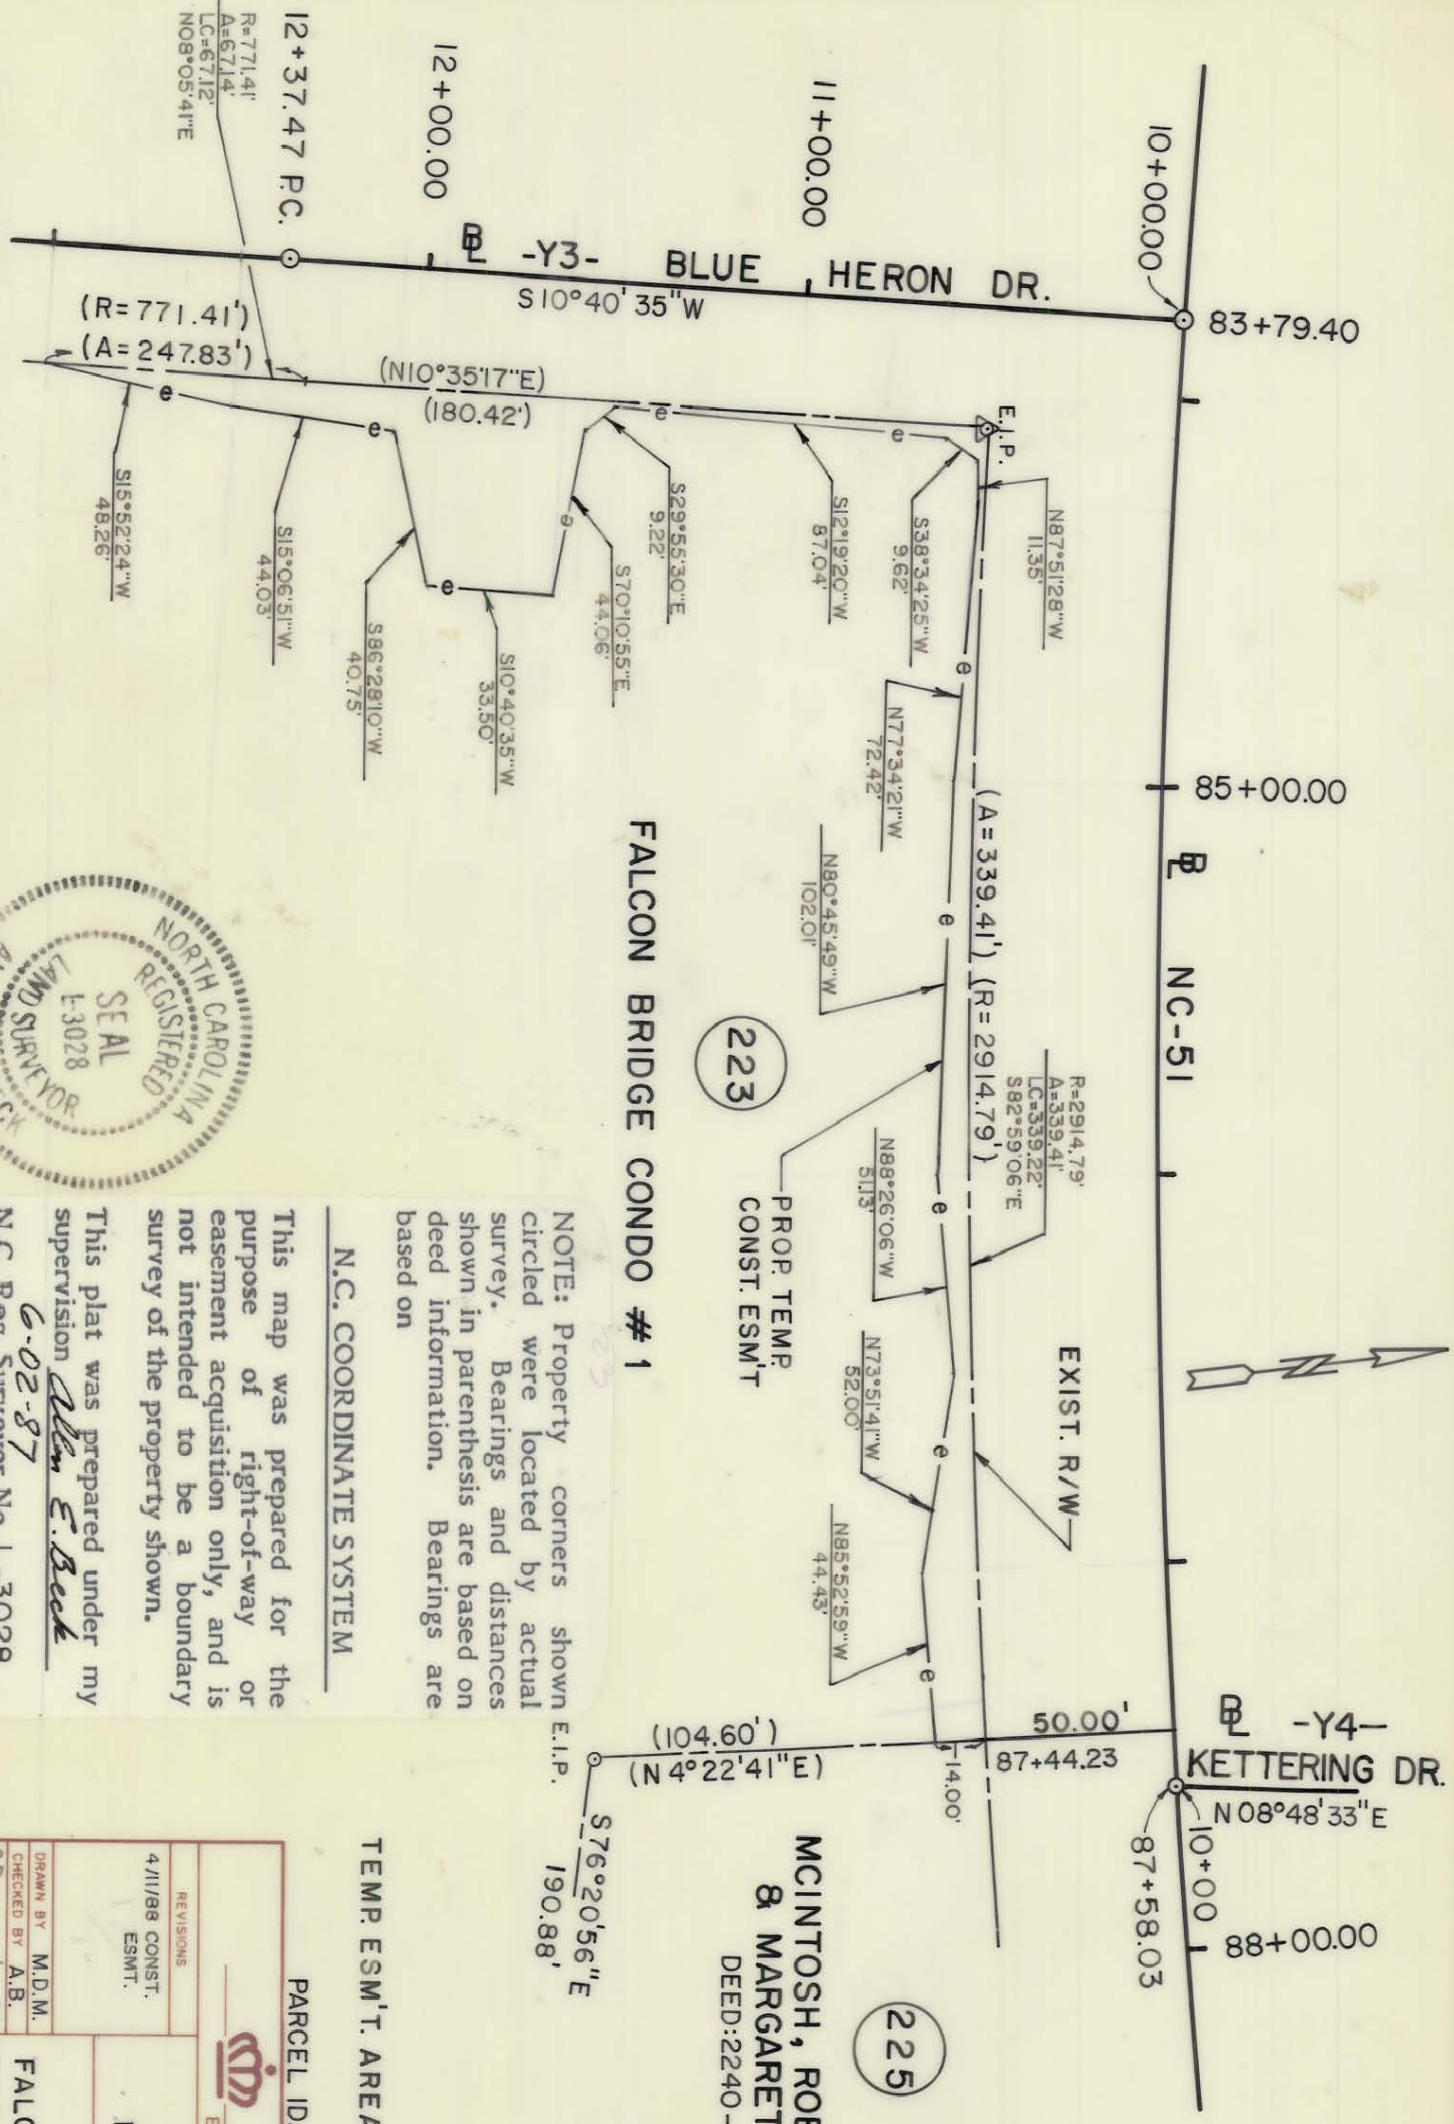 10+00.00
83+79.40
11+00.00
12+00.00
12+37.47 P.C.
R=771.41'
A=67.14'
LC=67.12'
N08°05'41"E
BL -Y3- BLUE HERON DR.
S10°40'35"W
(R=771.41')
(A=247.83')
(N10°35'17"E)
(180.42')
E.I.P.
N87°51'28"W
11.35'
S38°34'25"W
9.62'
S12°19'20"W
87.04'
S29°55'30"E
9.22'
S70°10'55"E
44.06'
S10°40'35"W
33.50'
S86°28'10"W
40.75'
S15°06'51"W
44.03'
S15°52'24"W
48.26'
e
e
e
e
e
e
e
e
e
e
e
e
N77°34'21"W
72.42'
N80°45'49"W
102.01'
N88°26'06"W
51.13'
N73°51'41"W
52.00'
N85°52'59"W
44.43'
(A=339.41') (R=2914.79')
R=2914.79'
A=339.41'
LC=339.22'
S82°59'06"E
85+00.00
BL NC-51
EXIST. R/W
PROP. TEMP.
CONST. ESM'T
223
FALCON BRIDGE CONDO #1
NORTH CAROLINA
REGISTERED
SEAL
L-3028
LAND SURVEYOR
NOTE: Property corners shown
circled were located by actual
survey. Bearings and distances
shown in parenthesis are based on
deed information. Bearings are
based on
N.C. COORDINATE SYSTEM
This map was prepared for the
purpose of right-of-way or
easement acquisition only, and is
not intended to be a boundary
survey of the property shown.
This plat was prepared under my
supervision Allen E. Beck
6-02-87
N.C. Reg. Surveyor No. L-3028
E.I.P.
(104.60')
(N 4°22'41"E)
50.00'
87+44.23
14.00'
S 76°20'56"E
190.88'
BL -Y4-
KETTERING DR.
N08°48'33"E
10+00
87+58.03
88+00.00
225
MCINTOSH, ROB
& MARGARET
DEED:2240-
TEMP. ESM'T. AREA
PARCEL ID.
REVISIONS
4/11/88 CONST.
ESMT.
DRAWN BY M.D.M.
CHECKED BY A.B.
FALC